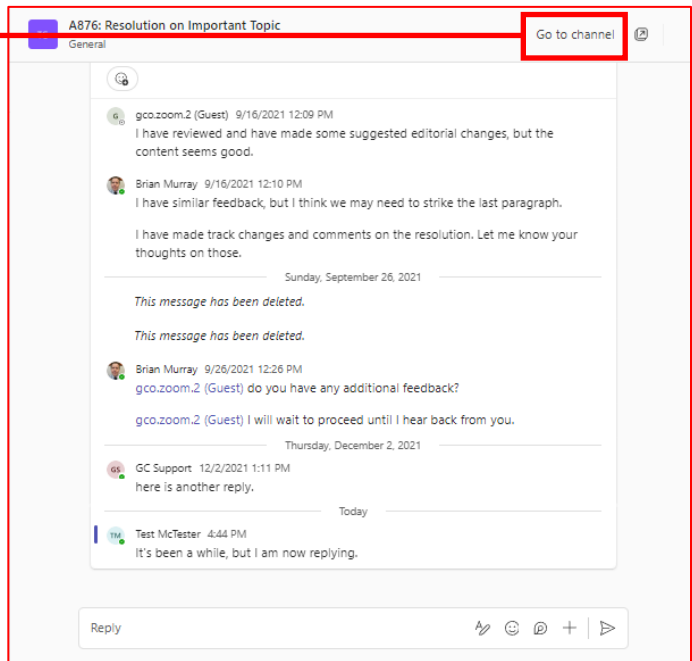 A876: Resolution on Important Topic
General
Go to channel
G
gco.zoom.2 (Guest) 9/16/2021 12:09 PM
I have reviewed and have made some suggested editorial changes, but the
content seems good.
Brian Murray 9/16/2021 12:10 PM
I have similar feedback, but I think we may need to strike the last paragraph.
I have made track changes and comments on the resolution. Let me know your
thoughts on those.
Sunday, September 26, 2021
This message has been deleted.
This message has been deleted.
Brian Murray 9/26/2021 12:26 PM
gco.zoom.2 (Guest) do you have any additional feedback?
gco.zoom.2 (Guest) I will wait to proceed until I hear back from you.
Thursday, December 2, 2021
GS
GC Support 12/2/2021 1:11 PM
here is another reply.
Today
TM
Test McTester 4:44 PM
It's been a while, but I am now replying.
Reply